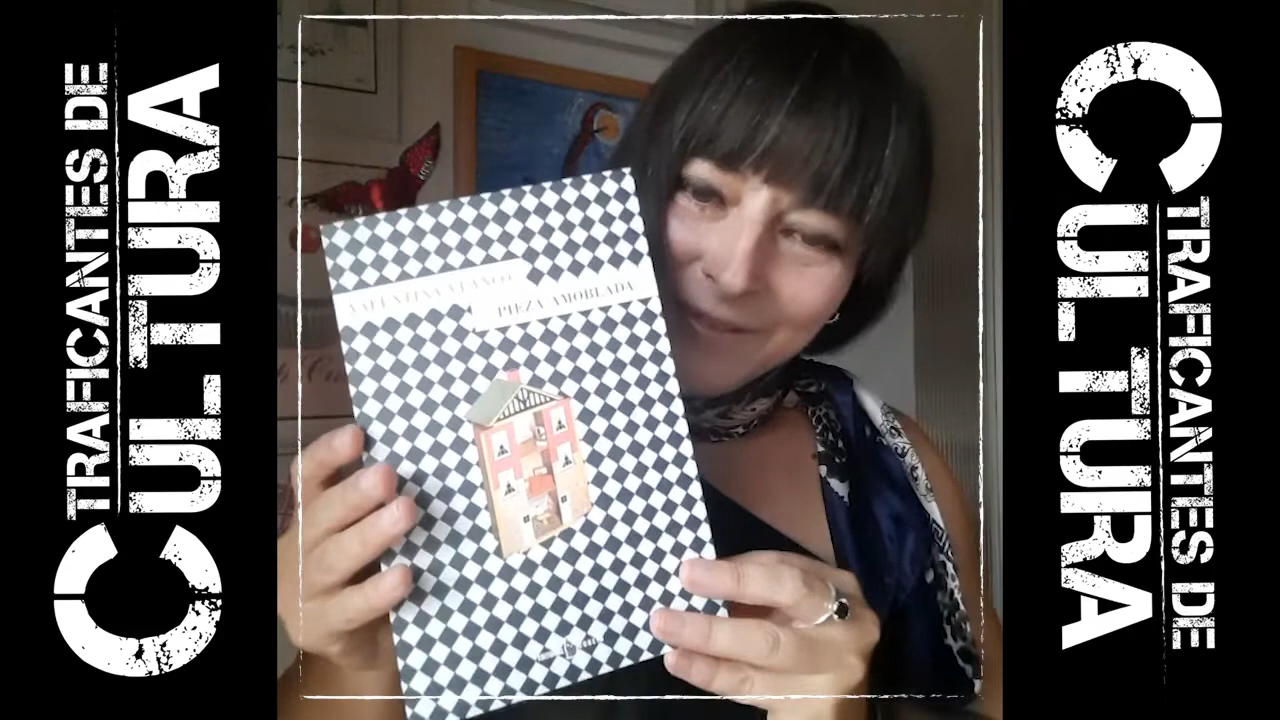 TRAFICANTES DE
CULTURA
VALENTINA
PIEZA AMOBLADA
TRAFICANTES DE
CULTURA